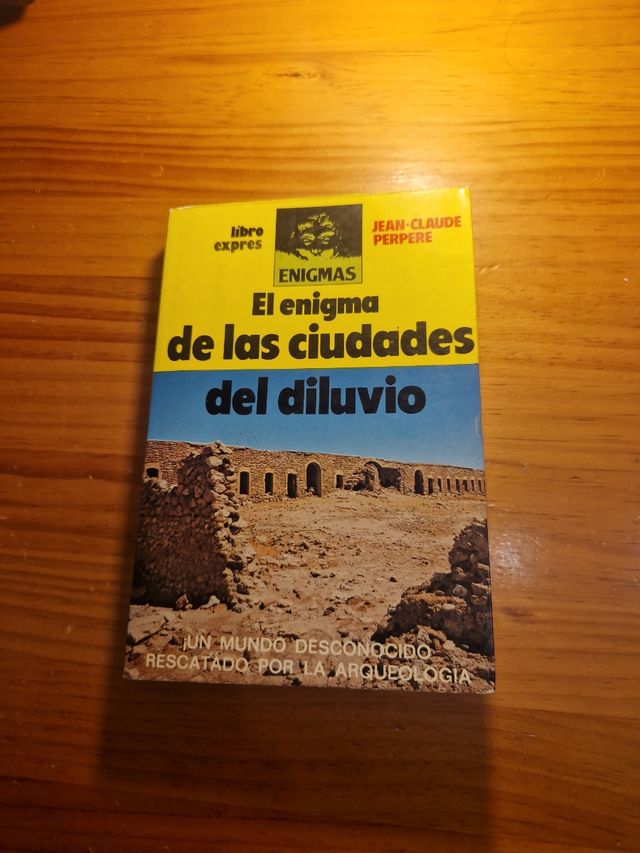 libro
expres
ENIGMAS
JEAN-CLAUDE
PERPERE
El enigma
de las ciudades
del diluvio
¡UN MUNDO DESCONOCIDO
RESCATADO POR LA ARQUEOLOGIA